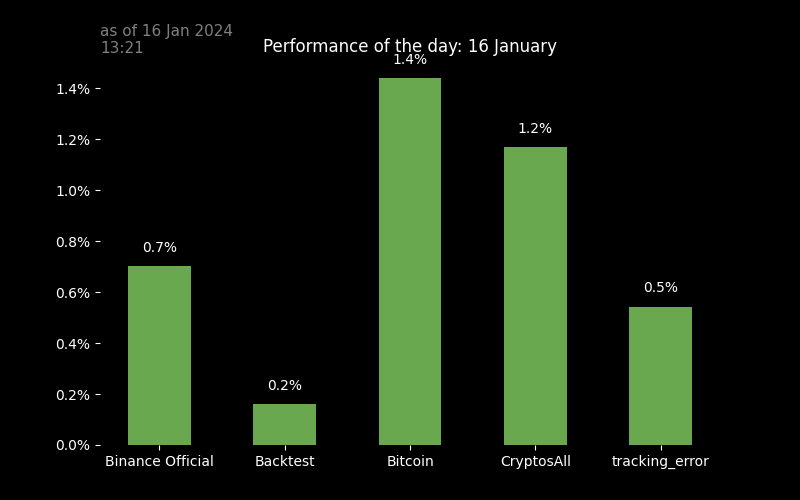 as of 16 Jan 2024
13:21
Performance of the day: 16 January
1.4%
1.2%
1.0%
0.8%
0.6%
0.4%
0.2%
0.0%
0.7%
0.2%
1.4%
1.2%
0.5%
Binance Official
Backtest
Bitcoin
CryptosAll
tracking_error